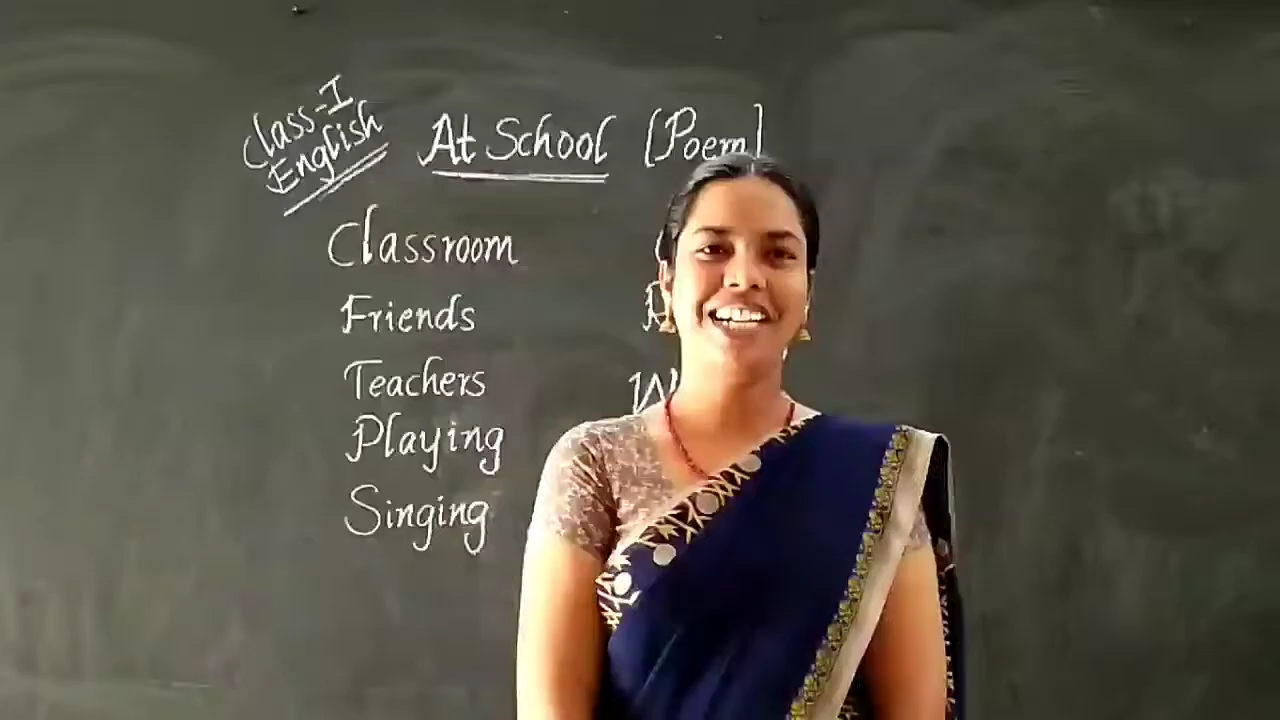 Class-I
English
At School [Poem]
Classroom
Friends
Teachers
Playing
Singing